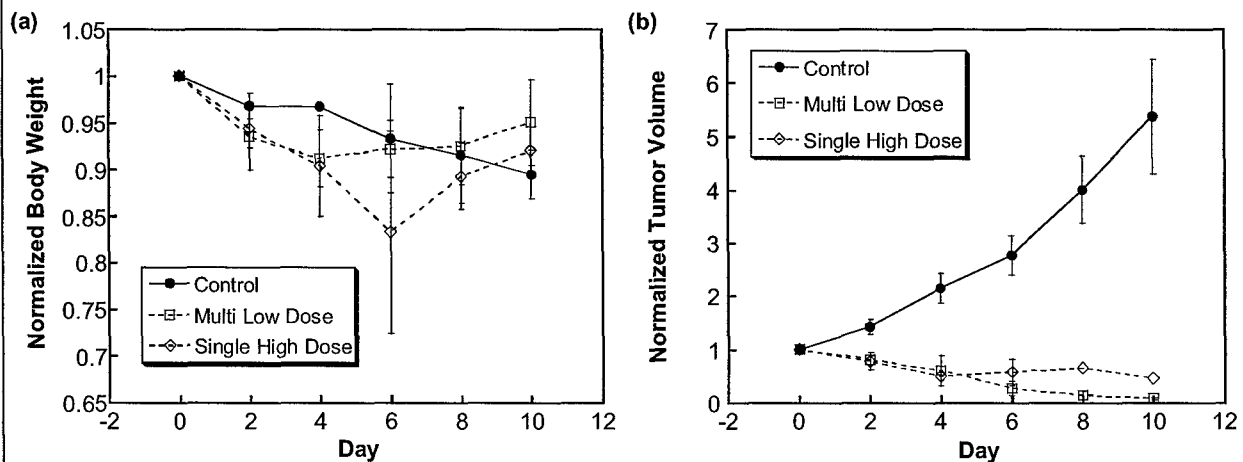 (a)
1.05
1
0.95
0.9
0.85
0.8
0.75
0.7
0.65
Normalized Body Weight
Control
Multi Low Dose
Single High Dose
-2 0 2 4 6 8 10 12
Day
(b)
7
6
5
4
3
2
1
0
Normalized Tumor Volume
Control
Multi Low Dose
Single High Dose
-2 0 2 4 6 8 10 12
Day